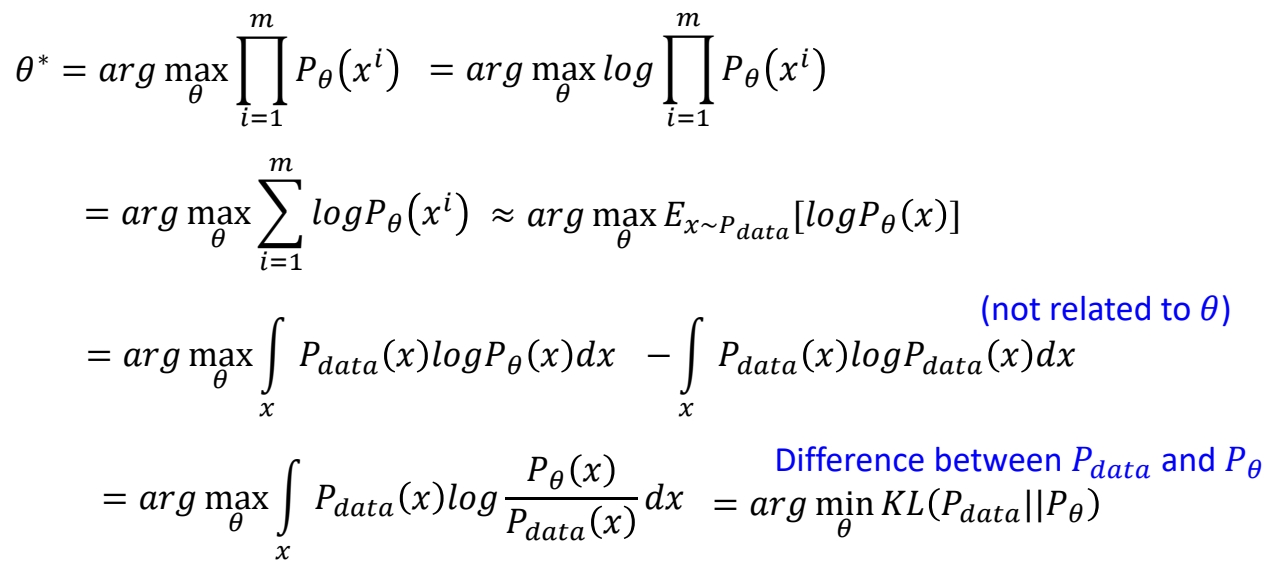 θ* = arg max_θ ∏_{i=1}^{m} P_θ(x^i) = arg max_θ log ∏_{i=1}^{m} P_θ(x^i)
= arg max_θ ∑_{i=1}^{m} logP_θ(x^i) ≈ arg max_θ E_{x~P_data}[logP_θ(x)]
(not related to θ)
= arg max_θ ∫_x P_data(x)logP_θ(x)dx − ∫_x P_data(x)logP_data(x)dx
Difference between P_data and P_θ
= arg max_θ ∫_x P_data(x)log \frac{P_θ(x)}{P_data(x)} dx = arg min_θ KL(P_data||P_θ)